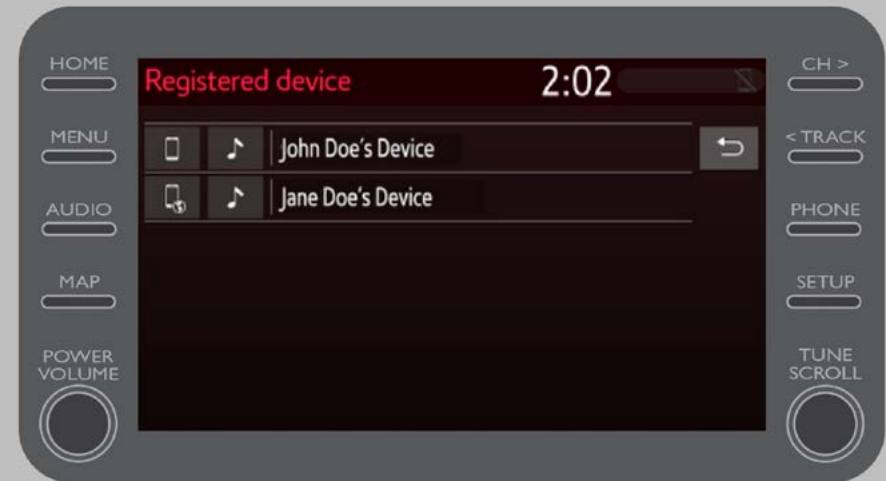 HOME
MENU
AUDIO
MAP
POWER
VOLUME
Registered device 2:02
John Doe's Device
Jane Doe's Device
CH >
< TRACK
PHONE
SETUP
TUNE
SCROLL